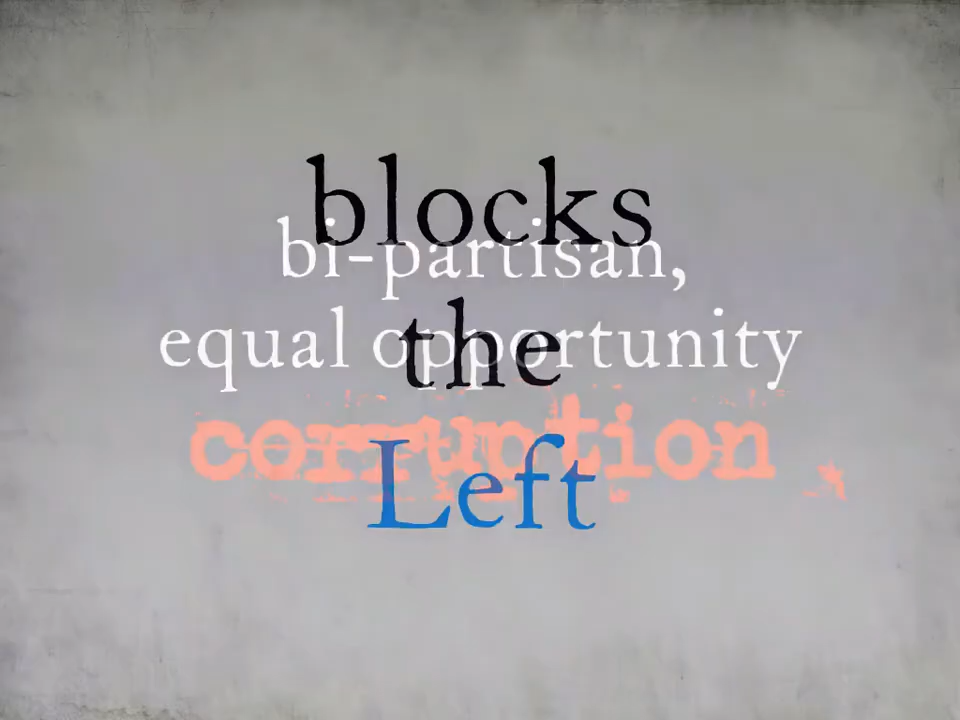 blocks
bi-partisan,
the
equal opportunity
corruption
Left